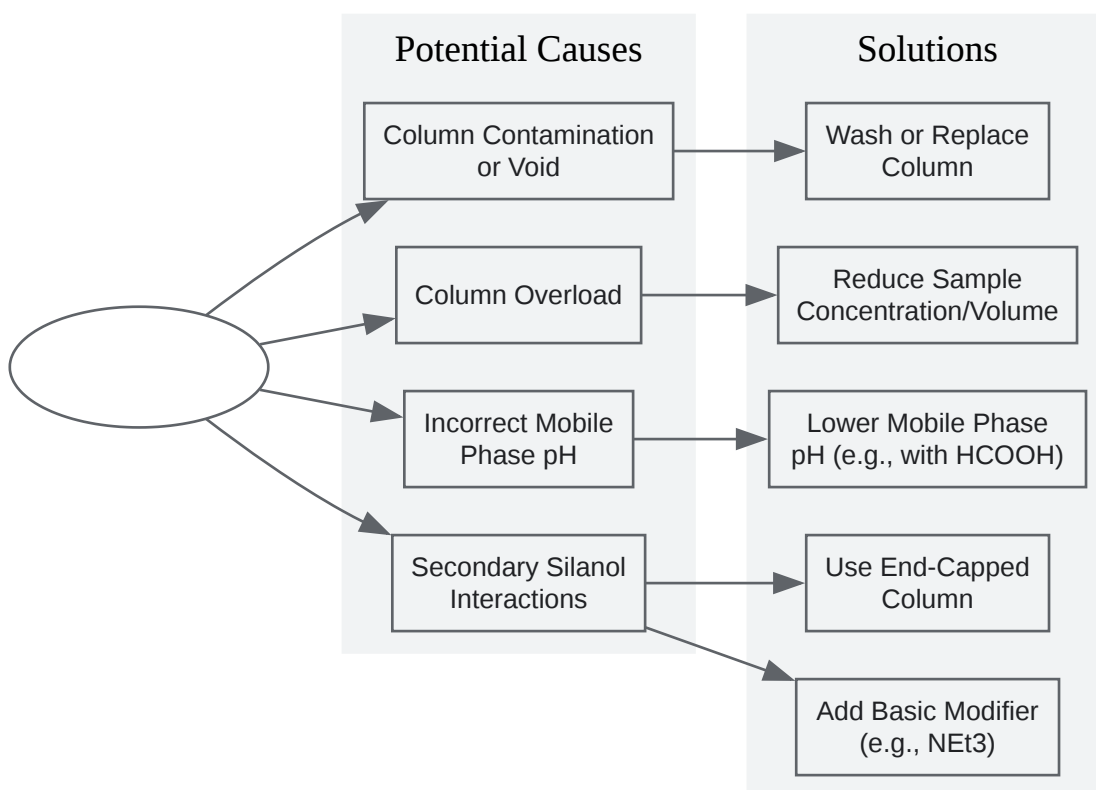 Potential Causes
Solutions
Column Contamination
or Void
Wash or Replace
Column
Column Overload
Reduce Sample
Concentration/Volume
Incorrect Mobile
Phase pH
Lower Mobile Phase
pH (e.g., with HCOOH)
Secondary Silanol
Interactions
Use End-Capped
Column
Add Basic Modifier
(e.g., NEt3)